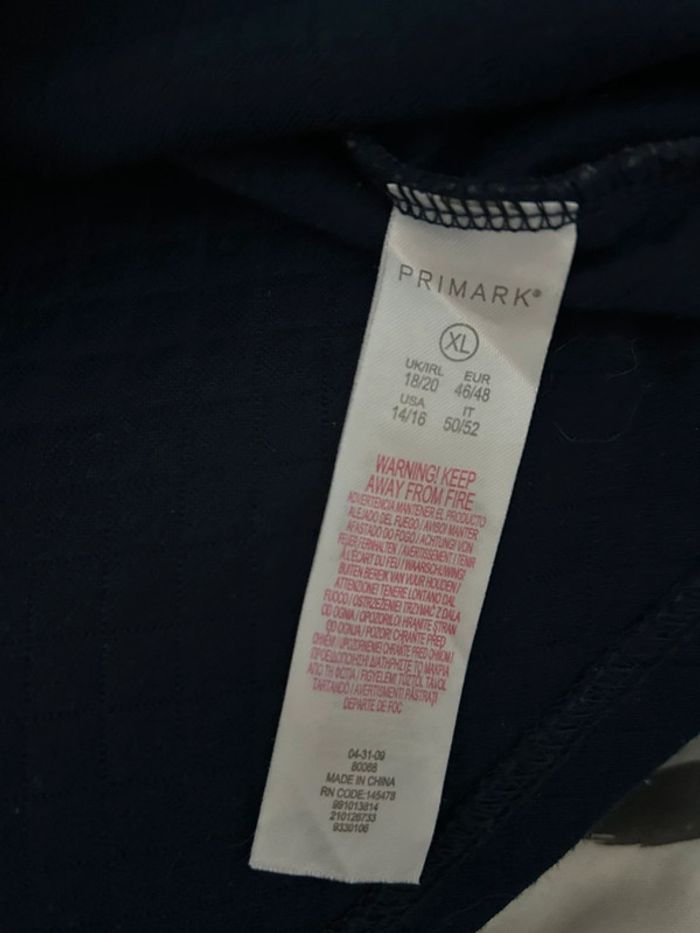 PRIMARK®
XL
UK/IRL EUR
18/20 46/48
USA IT
14/16 50/52
WARNING! KEEP
AWAY FROM FIRE
ADVERTENCIA MANTENER EL PRODUCTO
ALEJADO DEL FUEGO / AVISO! MANTER
AFASTADO DO FOGO / ACHTUNG! VON
FEUER FERNHALTEN / AVERTISSEMENT! TENIR
À L'ÉCART DU FEU / WAARSCHUWING!
BUITEN BEREIK VAN VUUR HOUDEN /
ATTENZIONE! TENERE LONTANO DAL
FUOCO / OSTRZEŻENIE! TRZYMAĆ Z DALA
OD OGNIA / OPOZORILO! HRANITE STRAN
OD OGNJA / POZOR! CHRAŇTE PŘED
OHNĚM / UPOZORNENIE! CHRÁŇTE PRED OHŇOM /
ΠΡΟΕΙΔΟΠΟΙΗΣΗ! ΔΙΑΤΗΡΗΣΤΕ ΤΟ ΜΑΚΡΙΑ
ΑΠΟ ΤΗ ΦΩΤΙΑ / FIGYELEM! TŰZTŐL TÁVOL
TARTANDÓ / AVERTISMENT! PĂSTRAȚI
DEPARTE DE FOC
04-31-09
80068
MADE IN CHINA
RN CODE:145478
991013814
210126733
9330106